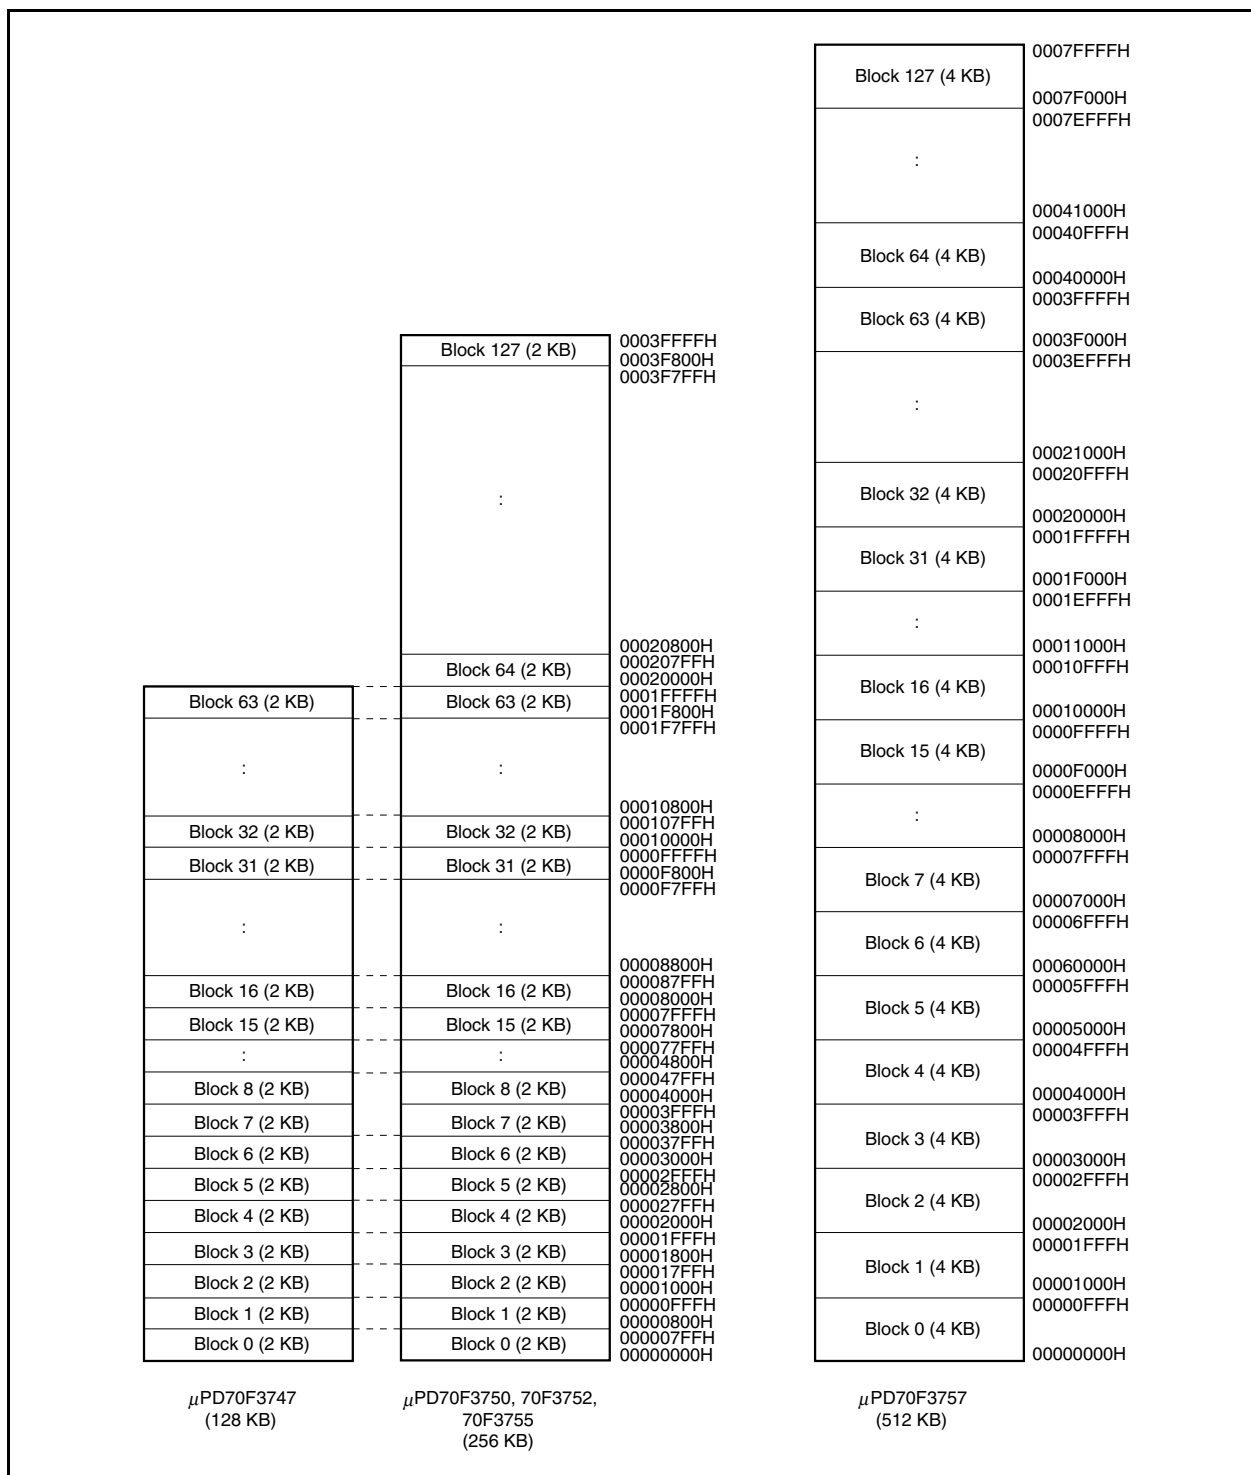 Block 63 (2 KB)
:
Block 32 (2 KB)
Block 31 (2 KB)
:
Block 16 (2 KB)
Block 15 (2 KB)
:
Block 8 (2 KB)
Block 7 (2 KB)
Block 6 (2 KB)
Block 5 (2 KB)
Block 4 (2 KB)
Block 3 (2 KB)
Block 2 (2 KB)
Block 1 (2 KB)
Block 0 (2 KB)
μPD70F3747
(128 KB)
Block 127 (2 KB)
:
Block 64 (2 KB)
Block 63 (2 KB)
:
Block 32 (2 KB)
Block 31 (2 KB)
:
Block 16 (2 KB)
Block 15 (2 KB)
:
Block 8 (2 KB)
Block 7 (2 KB)
Block 6 (2 KB)
Block 5 (2 KB)
Block 4 (2 KB)
Block 3 (2 KB)
Block 2 (2 KB)
Block 1 (2 KB)
Block 0 (2 KB)
0003FFFFH
0003F800H
0003F7FFH
00020800H
000207FFH
00020000H
0001FFFFH
0001F800H
0001F7FFH
00010800H
000107FFH
00010000H
0000FFFFH
0000F800H
0000F7FFH
00008800H
000087FFH
00008000H
00007FFFH
00007800H
000077FFH
00004800H
000047FFH
00004000H
00003FFFH
00003800H
000037FFH
00003000H
00002FFFH
00002800H
000027FFH
00002000H
00001FFFH
00001800H
000017FFH
00001000H
00000FFFH
00000800H
000007FFH
00000000H
μPD70F3750, 70F3752,
70F3755
(256 KB)
Block 127 (4 KB)
:
Block 64 (4 KB)
Block 63 (4 KB)
:
Block 32 (4 KB)
Block 31 (4 KB)
:
Block 16 (4 KB)
Block 15 (4 KB)
:
Block 7 (4 KB)
Block 6 (4 KB)
Block 5 (4 KB)
Block 4 (4 KB)
Block 3 (4 KB)
Block 2 (4 KB)
Block 1 (4 KB)
Block 0 (4 KB)
0007FFFFH
0007F000H
0007EFFFH
00041000H
00040FFFH
00040000H
0003FFFFH
0003F000H
0003EFFFH
00021000H
00020FFFH
00020000H
0001FFFFH
0001F000H
0001EFFFH
00011000H
00010FFFH
00010000H
0000FFFFH
0000F000H
0000EFFFH
00008000H
00007FFFH
00007000H
00006FFFH
00060000H
00005FFFH
00005000H
00004FFFH
00004000H
00003FFFH
00003000H
00002FFFH
00002000H
00001FFFH
00001000H
00000FFFH
00000000H
μPD70F3757
(512 KB)